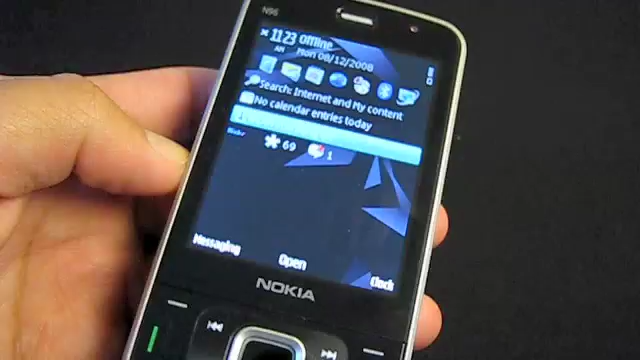 N96
11:23 Offline
AM Mon 08/12/2008
Search: Internet and My content
No calendar entries today
69
1
Messaging
Open
Clock
NOKIA